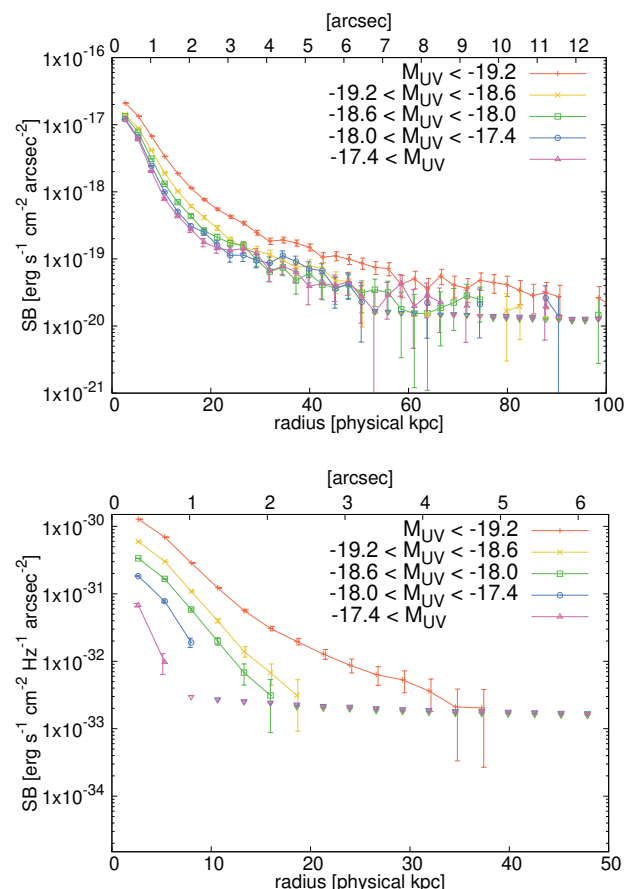 [arcsec]
0 1 2 3 4 5 6 7 8 9 10 11 12
1x10⁻¹⁶
M_UV < -19.2
-19.2 < M_UV < -18.6
1x10⁻¹⁷
-18.6 < M_UV < -18.0
-18.0 < M_UV < -17.4
-17.4 < M_UV
1x10⁻¹⁸
1x10⁻¹⁹
1x10⁻²⁰
1x10⁻²¹
SB [erg s⁻¹ cm⁻² arcsec⁻²]
0 20 40 60 80 100
radius [physical kpc]
[arcsec]
0 1 2 3 4 5 6
1x10⁻³⁰
M_UV < -19.2
-19.2 < M_UV < -18.6
-18.6 < M_UV < -18.0
1x10⁻³¹
-18.0 < M_UV < -17.4
-17.4 < M_UV
1x10⁻³²
1x10⁻³³
1x10⁻³⁴
SB [erg s⁻¹ cm⁻² Hz⁻¹ arcsec⁻²]
0 10 20 30 40 50
radius [physical kpc]